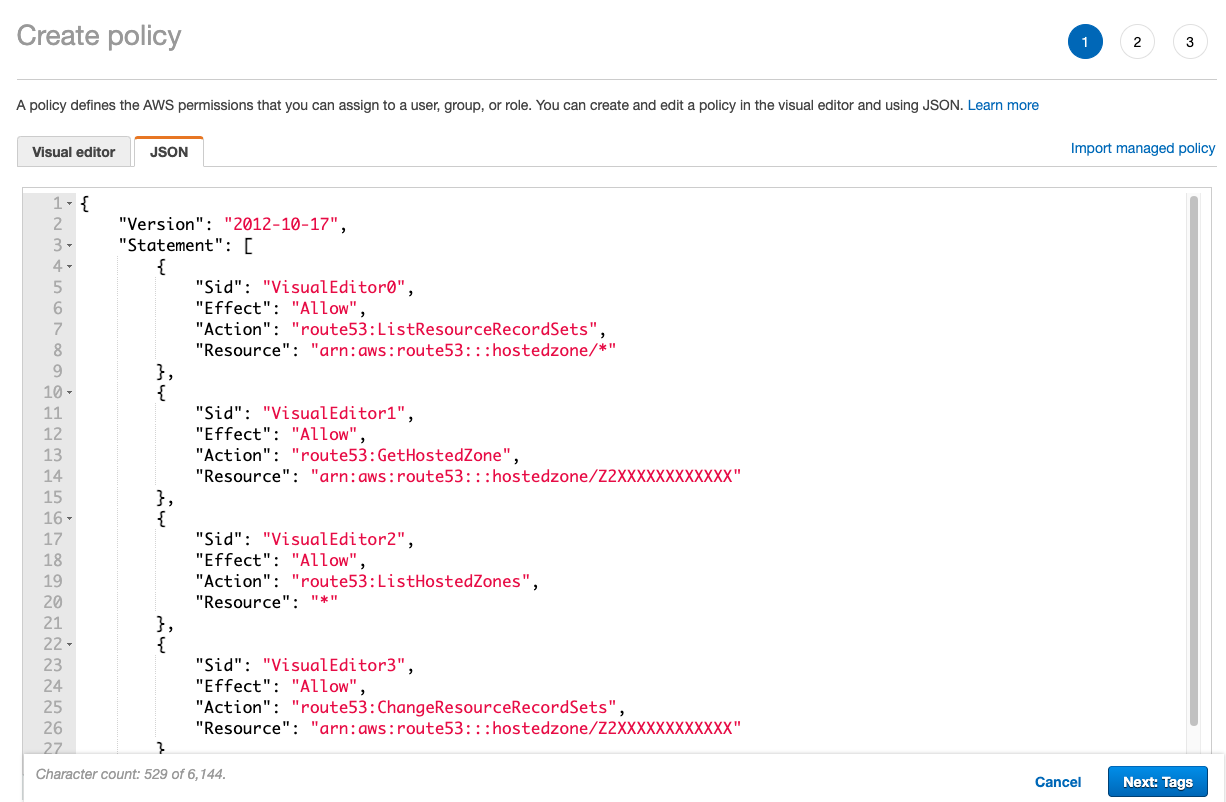 Create policy
1 2 3
A policy defines the AWS permissions that you can assign to a user, group, or role. You can create and edit a policy in the visual editor and using JSON. Learn more
Visual editor JSON Import managed policy
1 {
2 "Version": "2012-10-17",
3 "Statement": [
4 {
5 "Sid": "VisualEditor0",
6 "Effect": "Allow",
7 "Action": "route53:ListResourceRecordSets",
8 "Resource": "arn:aws:route53:::hostedzone/*"
9 },
10 {
11 "Sid": "VisualEditor1",
12 "Effect": "Allow",
13 "Action": "route53:GetHostedZone",
14 "Resource": "arn:aws:route53:::hostedzone/Z2XXXXXXXXXXXX"
15 },
16 {
17 "Sid": "VisualEditor2",
18 "Effect": "Allow",
19 "Action": "route53:ListHostedZones",
20 "Resource": "*"
21 },
22 {
23 "Sid": "VisualEditor3",
24 "Effect": "Allow",
25 "Action": "route53:ChangeResourceRecordSets",
26 "Resource": "arn:aws:route53:::hostedzone/Z2XXXXXXXXXXXX"
27 }
Character count: 529 of 6,144.
Cancel Next: Tags